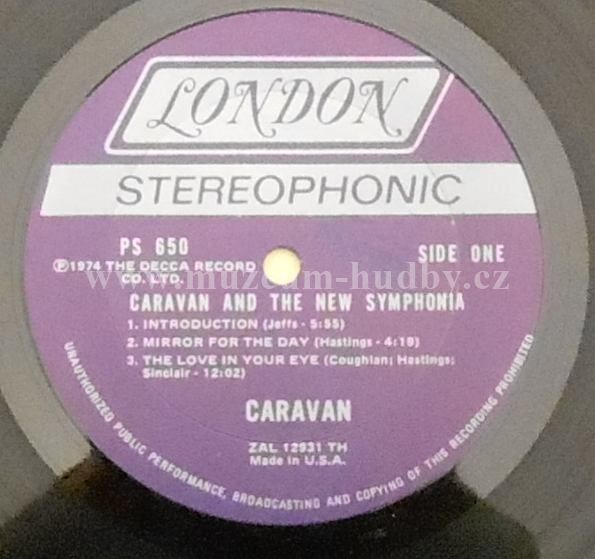 LONDON
STEREOPHONIC
PS 650
SIDE ONE
℗1974 THE DECCA RECORD
CO. LTD.
www.muzeum-hudby.cz
CARAVAN AND THE NEW SYMPHONIA
1. INTRODUCTION (Jeffs - 5:55)
2. MIRROR FOR THE DAY (Hastings - 4:19)
3. THE LOVE IN YOUR EYE (Coughlan; Hastings;
Sinclair - 12:02)
CARAVAN
ZAL 12931 TH
Made in U.S.A.
UNAUTHORIZED PUBLIC PERFORMANCE, BROADCASTING AND COPYING OF THIS RECORDING PROHIBITED